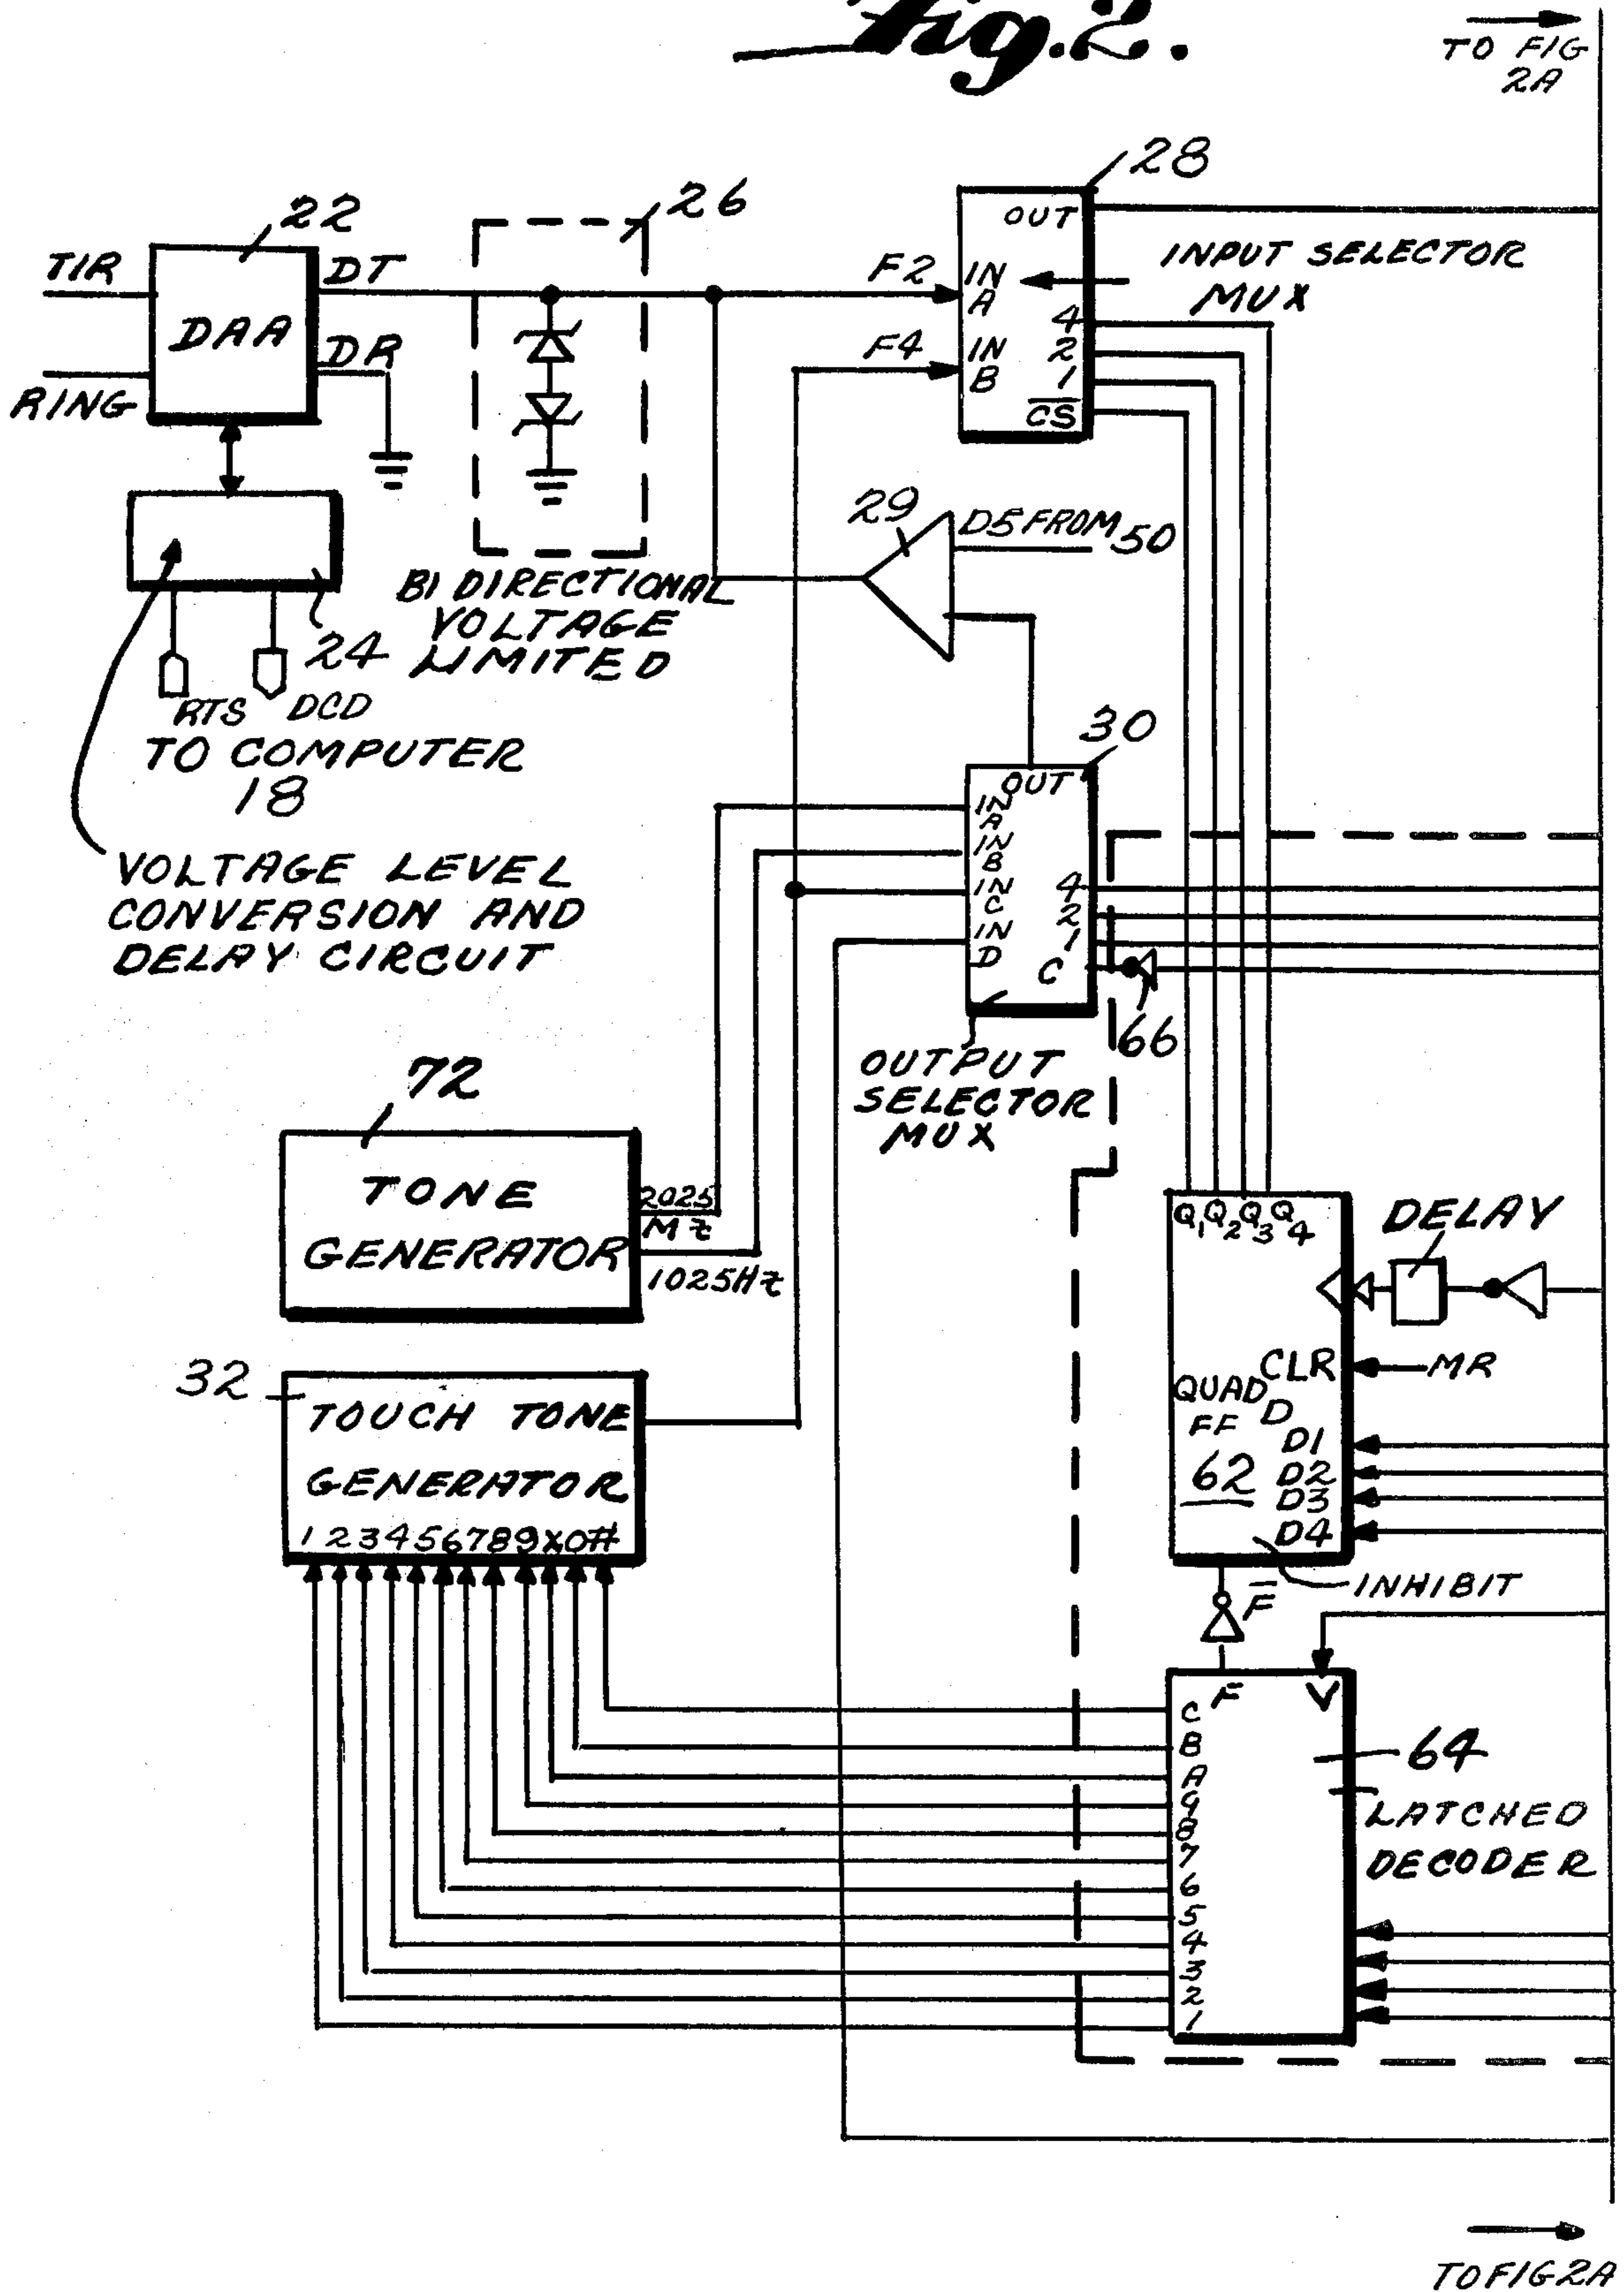 Fig.2.
TO FIG
2A
28
22
26
OUT
TIR
DT
F2
IN
A
INPUT SELECTOR
MUX
DAA
DR
F4
IN
B
4
2
1
CS
RING
29
D5 FROM 50
BI DIRECTIONAL
VOLTAGE
LIMITED
24
RTS DCD
TO COMPUTER
18
30
OUT
IN
A
IN
B
IN
C
IN
D
4
2
1
C
VOLTAGE LEVEL
CONVERSION AND
DELAY CIRCUIT
66
OUTPUT
SELECTOR
MUX
72
TONE
GENERATOR
2025
MZ
1025HZ
Q1 Q2 Q3 Q4
DELAY
32
CLR
MR
QUAD D
FF
62
TOUCH TONE
GENERATOR
1 2 3 4 5 6 7 8 9 X 0 #
D1
D2
D3
D4
INHIBIT
F̅
F
V
C
B
A
9
8
7
6
5
4
3
2
1
64
LATCHED
DECODER
TO FIG 2A